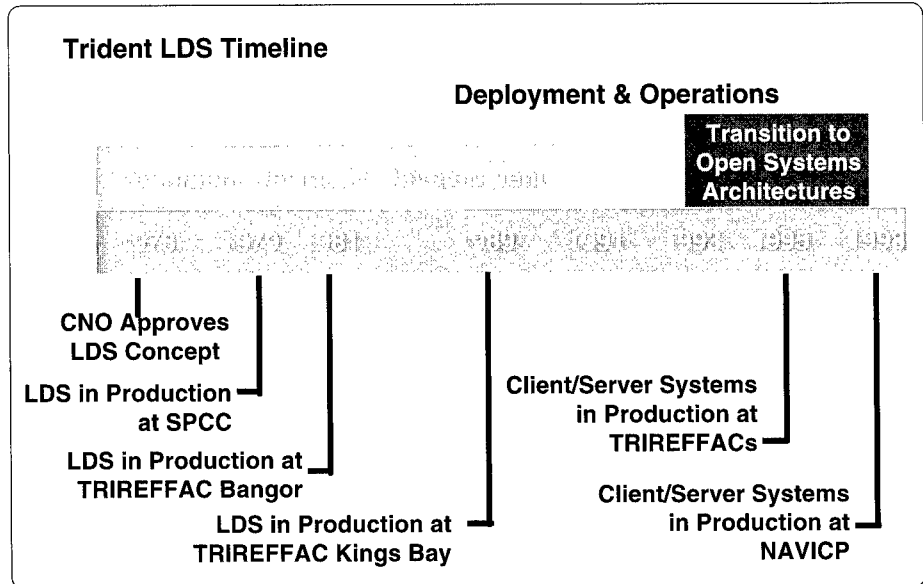 Trident LDS Timeline
Deployment & Operations
Transition to
Open Systems
Architectures
CNO Approves
LDS Concept
LDS in Production
at SPCC
LDS in Production at
TRIREFFAC Bangor
LDS in Production at
TRIREFFAC Kings Bay
Client/Server Systems
in Production at
TRIREFFACs
Client/Server Systems
in Production at
NAVICP